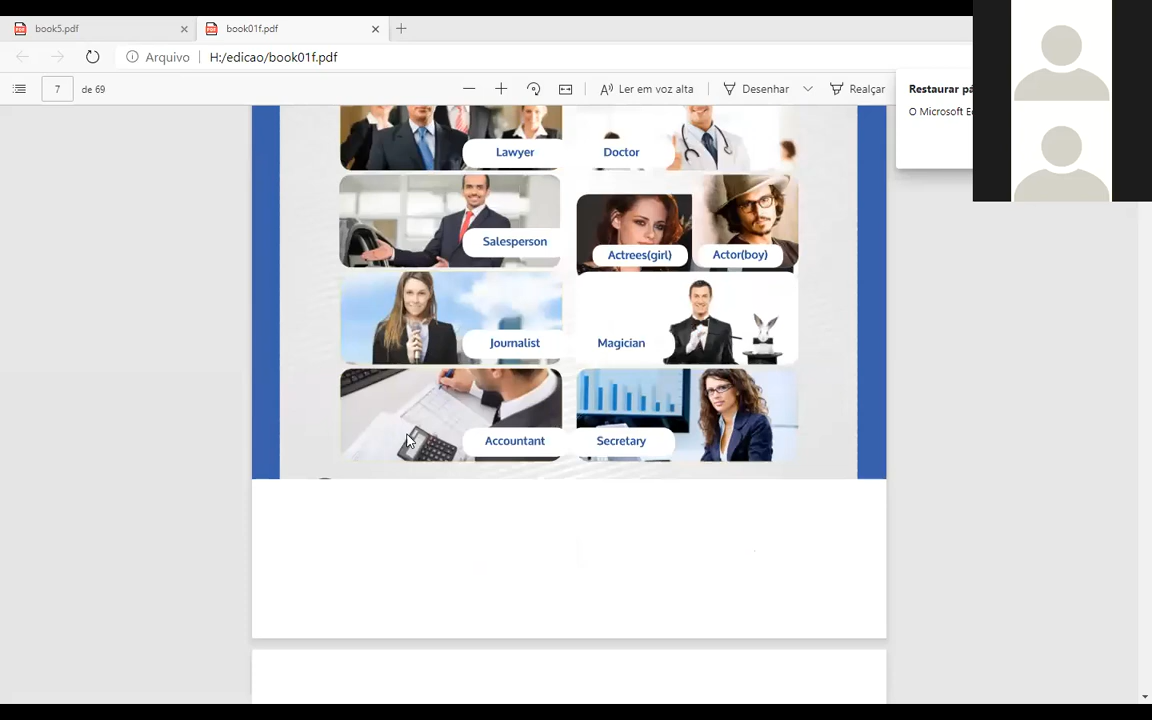 book5.pdf
book01f.pdf
Arquivo
H:/edicao/book01f.pdf
7 de 69
Ler em voz alta
Desenhar
Realçar
Restaurar pá
O Microsoft E
Lawyer
Doctor
Salesperson
Actrees(girl)
Actor(boy)
Journalist
Magician
Accountant
Secretary